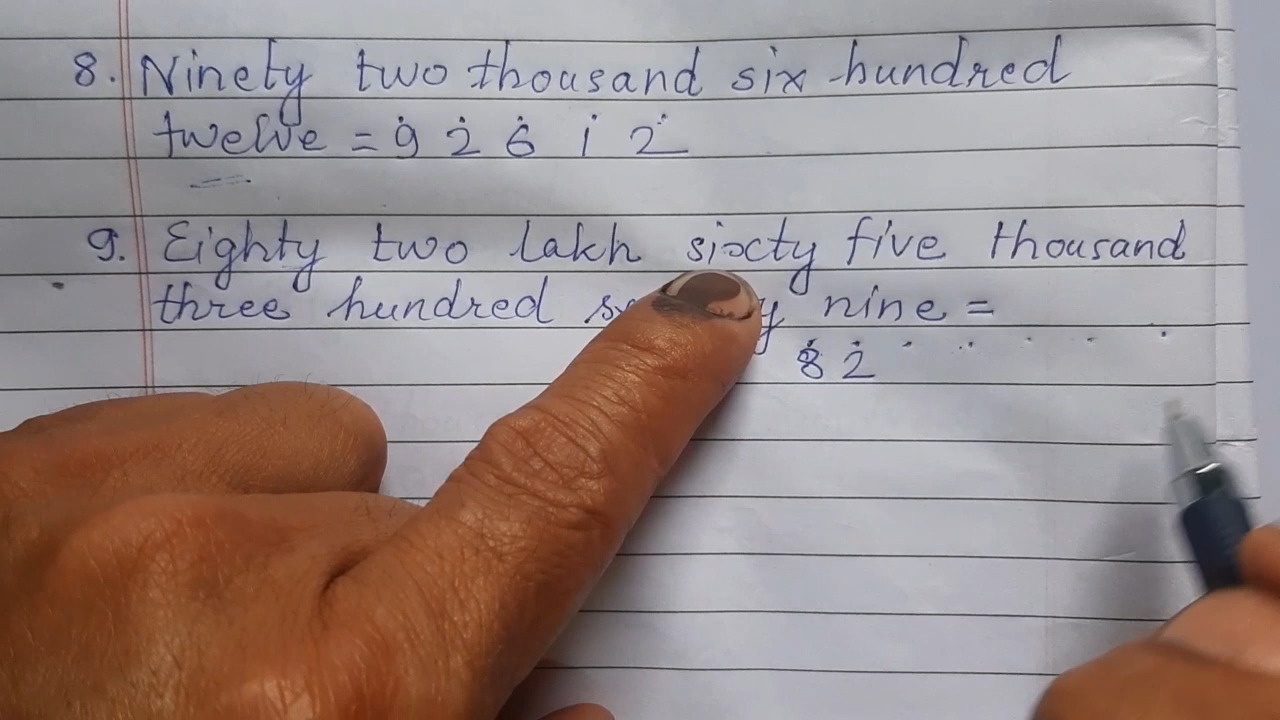 8. Ninety two thousand six hundred
twelve = 9 2 6 1 2
9. Eighty two lakh sixty five thousand
three hundred nine =
8 2